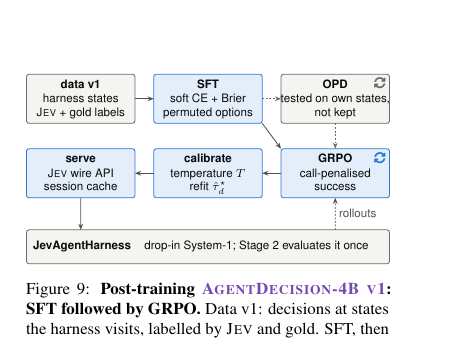 data v1
harness states
JEV + gold labels
SFT
soft CE + Brier
permuted options
OPD
tested on own states,
not kept
serve
JEV wire API
session cache
calibrate
temperature T
refit τ̂*_d
GRPO
call-penalised
success
rollouts
JevAgentHarness drop-in System-1; Stage 2 evaluates it once
Figure 9: Post-training AGENTDECISION-4B V1:
SFT followed by GRPO. Data v1: decisions at states
the harness visits, labelled by JEV and gold. SFT, then